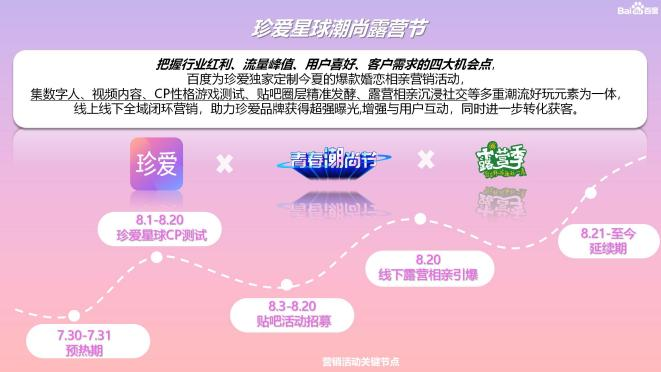 Bai百度
珍爱星球潮尚露营节
把握行业红利、流量峰值、用户喜好、客户需求的四大机会点，
百度为珍爱独家定制今夏的爆款婚恋相亲营销活动，
集数字人、视频内容、CP性格游戏测试、贴吧圈层精准发酵、露营相亲沉浸社交等多重潮流好玩元素为一体，
线上线下全域闭环营销，助力珍爱品牌获得超强曝光,增强与用户互动，同时进一步转化获客。
珍爱
青春潮尚节
露营季
8.1-8.20
珍爱星球CP测试
8.21-至今
延续期
8.20
线下露营相亲引爆
8.3-8.20
贴吧活动招募
7.30-7.31
预热期
营销活动关键节点